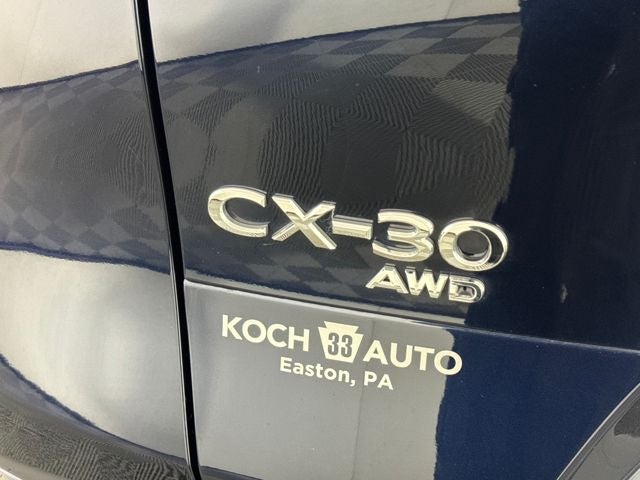 CX-30
AWD
KOCH 33 AUTO
Easton, PA